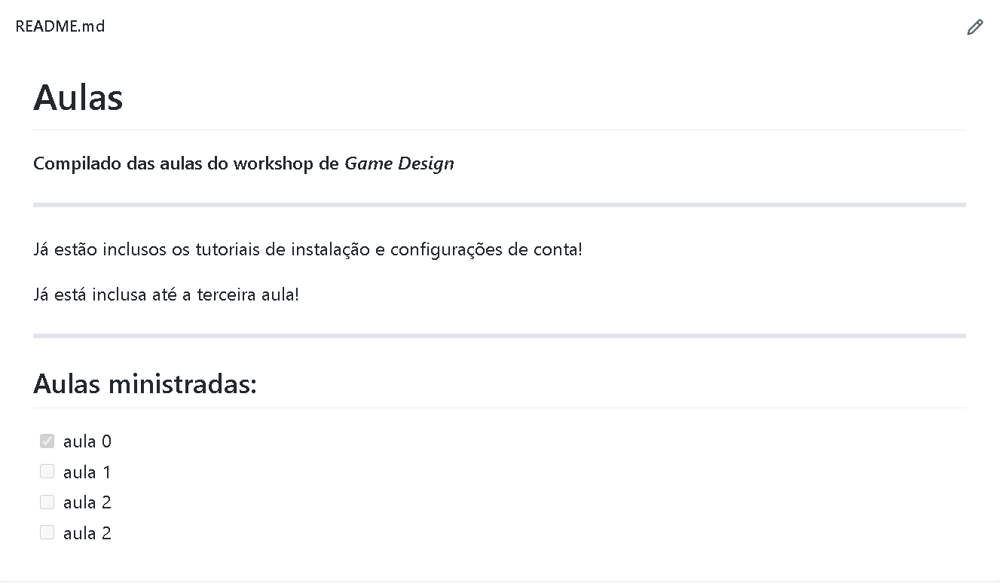 README.md
Aulas
Compilado das aulas do workshop de Game Design
Já estão inclusos os tutoriais de instalação e configurações de conta!
Já está inclusa até a terceira aula!
Aulas ministradas:
aula 0
aula 1
aula 2
aula 2